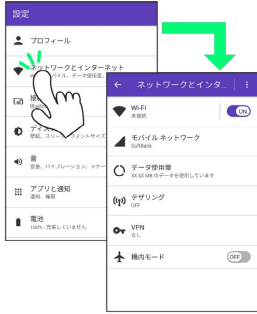 設定
プロフィール
ネットワークとインターネット
データ使用量、
音
音量、バイブレーション、イヤー
アプリと通知
通知、権限
電池
100% - 充電していません
ネットワークとインタ...
Wi-Fi
未接続
ON
モバイル ネットワーク
SoftBank
データ使用量
XX.XX MB のデータを使用しています
テザリング
OFF
VPN
なし
機内モード
OFF